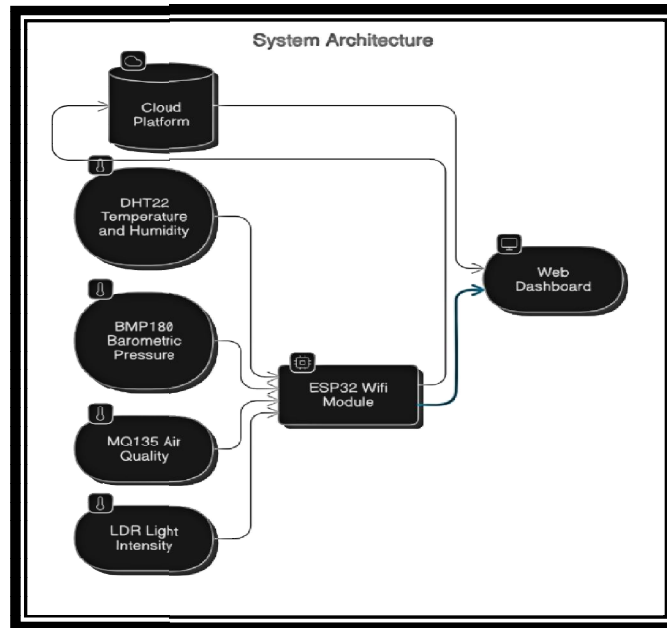 System Architecture
Cloud
Platform
DHT22
Temperature
and Humidity
Web
Dashboard
BMP180
Barometric
Pressure
ESP32 Wifi
Module
MQ135 Air
Quality
LDR Light
Intensity